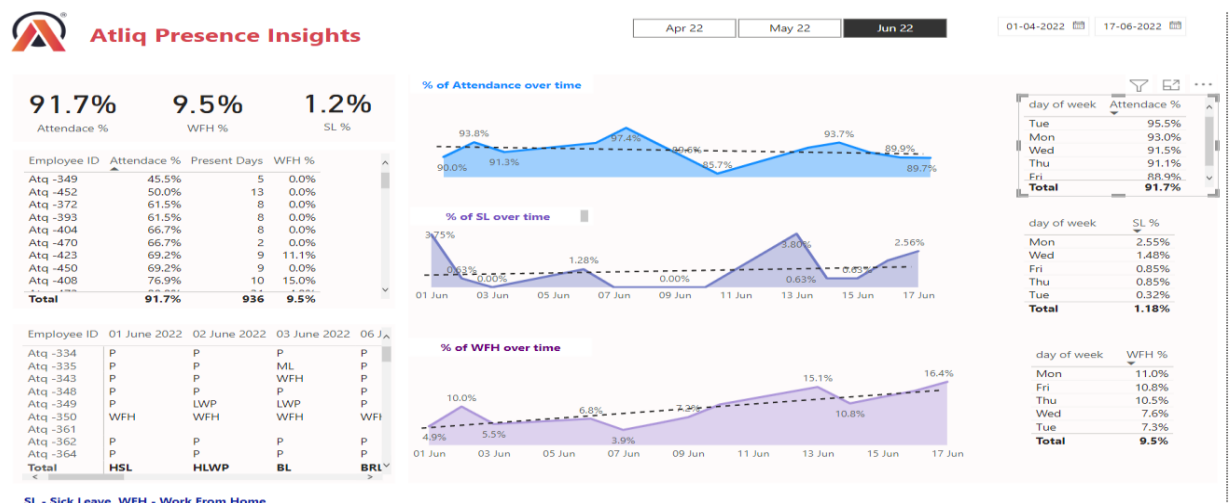 Atliq Presence Insights
Apr 22 May 22 Jun 22
01-04-2022 17-06-2022
91.7% 9.5% 1.2%
Attendace % WFH % SL %
Employee ID Attendace % Present Days WFH %
Atq -349 45.5% 5 0.0%
Atq -452 50.0% 13 0.0%
Atq -372 61.5% 8 0.0%
Atq -393 61.5% 8 0.0%
Atq -404 66.7% 8 0.0%
Atq -470 66.7% 2 0.0%
Atq -423 69.2% 9 11.1%
Atq -450 69.2% 9 0.0%
Atq -408 76.9% 10 15.0%
Total 91.7% 936 9.5%
Employee ID 01 June 2022 02 June 2022 03 June 2022 06 J
Atq -334 P P P P
Atq -335 P P ML P
Atq -343 P P WFH P
Atq -348 P P P P
Atq -349 P LWP LWP P
Atq -350 WFH WFH WFH WFH
Atq -361
Atq -362 P P P P
Atq -364 P P P P
Total HSL HLWP BL BRL
SL - Sick Leave, WFH - Work From Home
% of Attendance over time
90.0% 93.8% 91.3% 97.4% 89.6% 85.7% 93.7% 89.9% 89.7%
% of SL over time
3.75% 0.63% 0.00% 1.28% 0.00% 3.80% 0.63% 0.63% 2.56%
01 Jun 03 Jun 05 Jun 07 Jun 09 Jun 11 Jun 13 Jun 15 Jun 17 Jun
% of WFH over time
4.9% 10.0% 5.5% 6.8% 3.9% 7.2% 15.1% 10.8% 16.4%
01 Jun 03 Jun 05 Jun 07 Jun 09 Jun 11 Jun 13 Jun 15 Jun 17 Jun
day of week Attendace %
Tue 95.5%
Mon 93.0%
Wed 91.5%
Thu 91.1%
Fri 88.9%
Total 91.7%
day of week SL %
Mon 2.55%
Wed 1.48%
Fri 0.85%
Thu 0.85%
Tue 0.32%
Total 1.18%
day of week WFH %
Mon 11.0%
Fri 10.8%
Thu 10.5%
Wed 7.6%
Tue 7.3%
Total 9.5%